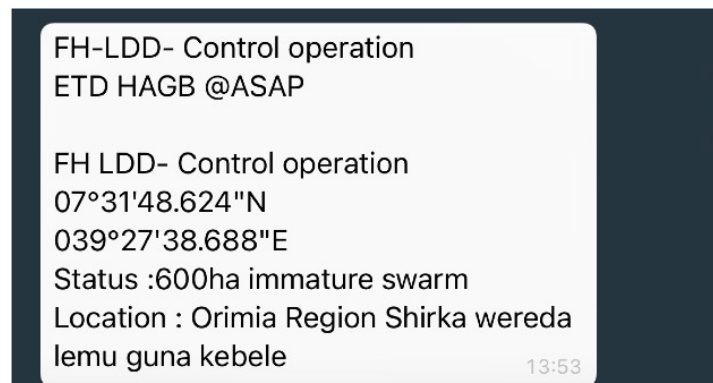 FH-LDD- Control operation
ETD HAGB @ASAP
FH LDD- Control operation
07°31'48.624"N
039°27'38.688"E
Status :600ha immature swarm
Location : Orimia Region Shirka wereda
lemu guna kebele
13:53